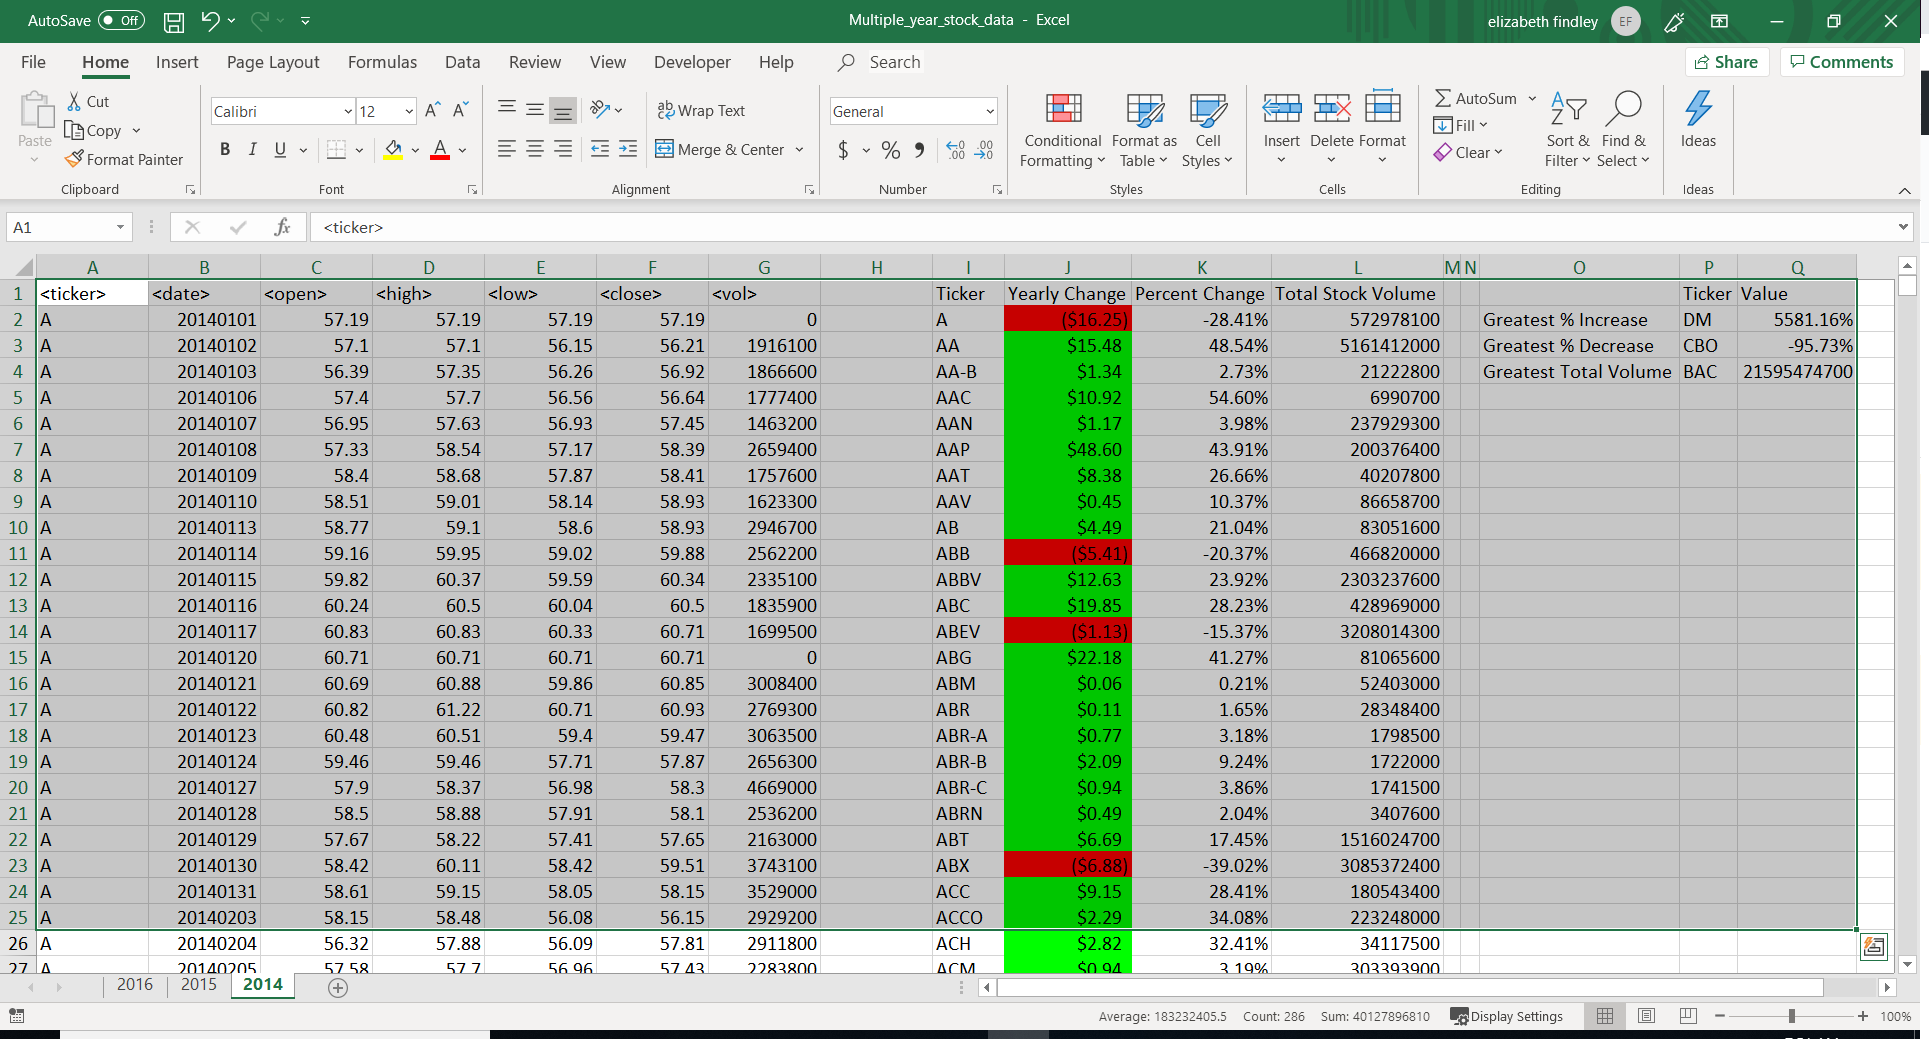 AutoSave Off
Multiple_year_stock_data - Excel
elizabeth findley EF
File Home Insert Page Layout Formulas Data Review View Developer Help Search
Share Comments
Paste
Cut
Copy
Format Painter
Clipboard
Calibri 12
A A
B I U A
Font
ab Wrap Text
Merge & Center
Alignment
General
$ % , .00 .00
Number
Conditional Formatting
Format as Table
Cell Styles
Styles
Insert Delete Format
Cells
AutoSum
Fill
Clear
Sort & Filter
Find & Select
Editing
Ideas
Ideas
A1 fx <ticker>
A B C D E F G H I J K L M N O P Q
1 <ticker> <date> <open> <high> <low> <close> <vol> Ticker Yearly Change Percent Change Total Stock Volume Ticker Value
2 A 20140101 57.19 57.19 57.19 57.19 0 A ($16.25) -28.41% 572978100 Greatest % Increase DM 5581.16%
3 A 20140102 57.1 57.1 56.15 56.21 1916100 AA $15.48 48.54% 5161412000 Greatest % Decrease CBO -95.73%
4 A 20140103 56.39 57.35 56.26 56.92 1866600 AA-B $1.34 2.73% 21222800 Greatest Total Volume BAC 21595474700
5 A 20140106 57.4 57.7 56.56 56.64 1777400 AAC $10.92 54.60% 6990700
6 A 20140107 56.95 57.63 56.93 57.45 1463200 AAN $1.17 3.98% 237929300
7 A 20140108 57.33 58.54 57.17 58.39 2659400 AAP $48.60 43.91% 200376400
8 A 20140109 58.4 58.68 57.87 58.41 1757600 AAT $8.38 26.66% 40207800
9 A 20140110 58.51 59.01 58.14 58.93 1623300 AAV $0.45 10.37% 86658700
10 A 20140113 58.77 59.1 58.6 58.93 2946700 AB $4.49 21.04% 83051600
11 A 20140114 59.16 59.95 59.02 59.88 2562200 ABB ($5.41) -20.37% 466820000
12 A 20140115 59.82 60.37 59.59 60.34 2335100 ABBV $12.63 23.92% 2303237600
13 A 20140116 60.24 60.5 60.04 60.5 1835900 ABC $19.85 28.23% 428969000
14 A 20140117 60.83 60.83 60.33 60.71 1699500 ABEV ($1.13) -15.37% 3208014300
15 A 20140120 60.71 60.71 60.71 60.71 0 ABG $22.18 41.27% 81065600
16 A 20140121 60.69 60.88 59.86 60.85 3008400 ABM $0.06 0.21% 52403000
17 A 20140122 60.82 61.22 60.71 60.93 2769300 ABR $0.11 1.65% 28348400
18 A 20140123 60.48 60.51 59.4 59.47 3063500 ABR-A $0.77 3.18% 1798500
19 A 20140124 59.46 59.46 57.71 57.87 2656300 ABR-B $2.09 9.24% 1722000
20 A 20140127 57.9 58.37 56.98 58.3 4669000 ABR-C $0.94 3.86% 1741500
21 A 20140128 58.5 58.88 57.91 58.1 2536200 ABRN $0.49 2.04% 3407600
22 A 20140129 57.67 58.22 57.41 57.65 2163000 ABT $6.69 17.45% 1516024700
23 A 20140130 58.42 60.11 58.42 59.51 3743100 ABX ($6.88) -39.02% 3085372400
24 A 20140131 58.61 59.15 58.05 58.15 3529000 ACC $9.15 28.41% 180543400
25 A 20140203 58.15 58.48 56.08 56.15 2929200 ACCO $2.29 34.08% 223248000
26 A 20140204 56.32 57.88 56.09 57.81 2911800 ACH $2.82 32.41% 34117500
27 A 20140205 57.58 57.7 56.96 57.43 2283800 ACM $0.94 3.19% 303393900
2016 2015 2014
Average: 183232405.5 Count: 286 Sum: 40127896810 Display Settings 100%